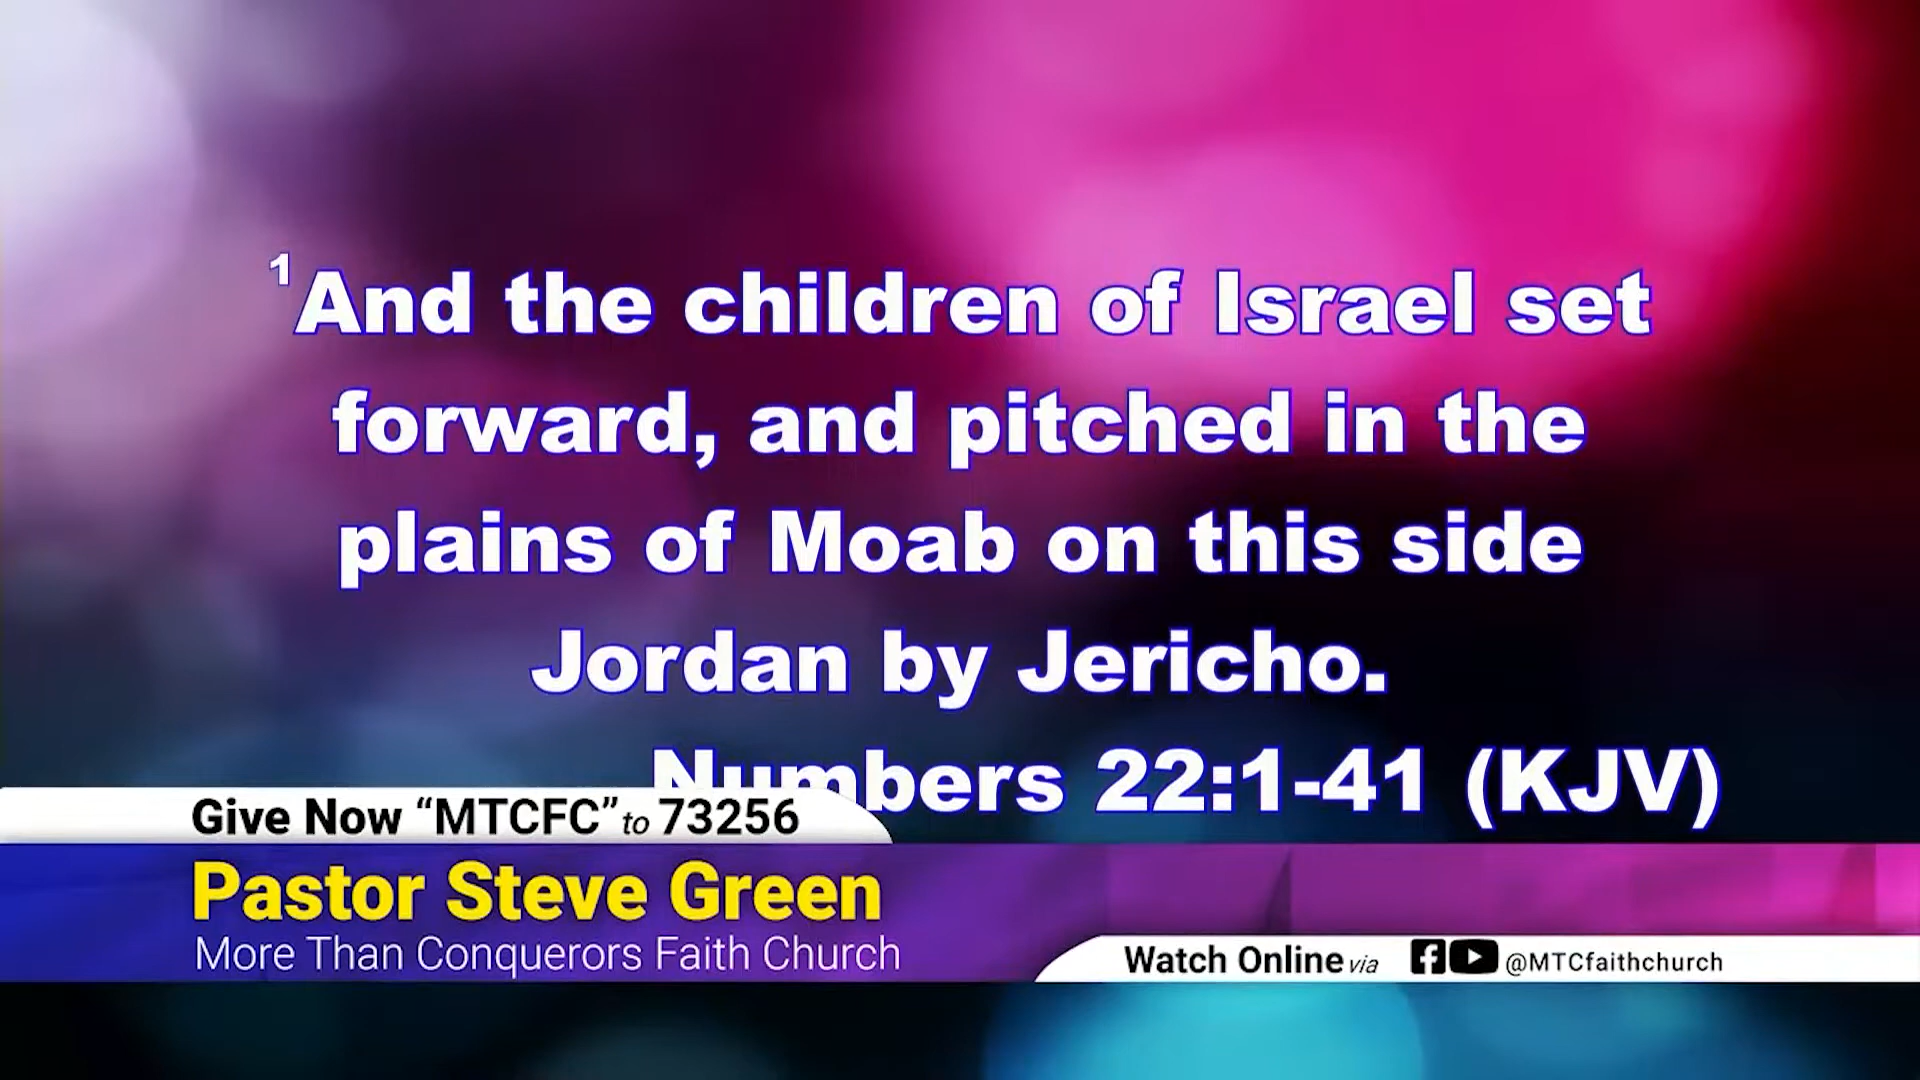 1 And the children of Israel set
forward, and pitched in the
plains of Moab on this side
Jordan by Jericho.
Numbers 22:1-41 (KJV)
Give Now “MTCFC” to 73256
Pastor Steve Green
More Than Conquerors Faith Church
Watch Online via @MTCfaithchurch